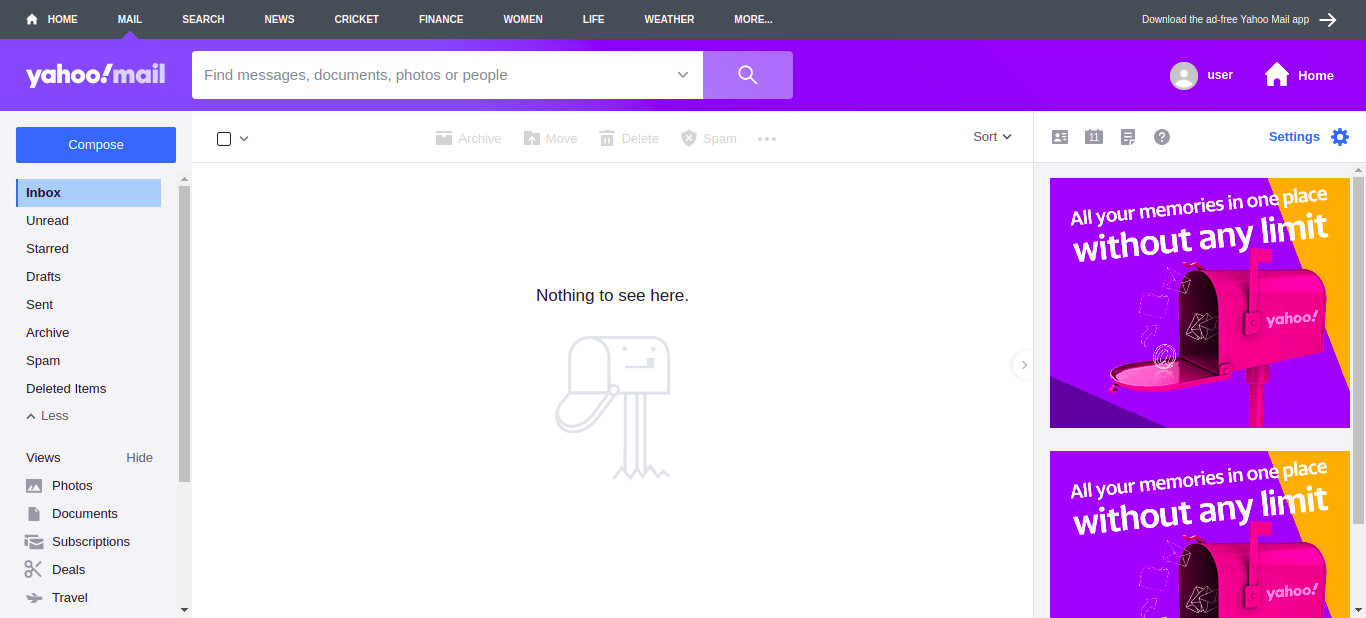 HOME MAIL SEARCH NEWS CRICKET FINANCE WOMEN LIFE WEATHER MORE... Download the ad-free Yahoo Mail app
yahoo!mail Find messages, documents, photos or people user Home
Compose
Archive Move Delete Spam Sort 11 Settings
Inbox
Unread
Starred
Drafts
Sent
Archive
Spam
Deleted Items
Less
Views Hide
Photos
Documents
Subscriptions
Deals
Travel
Nothing to see here.
All your memories in one place
without any limit
yahoo!
All your memories in one place
without any limit
yahoo!